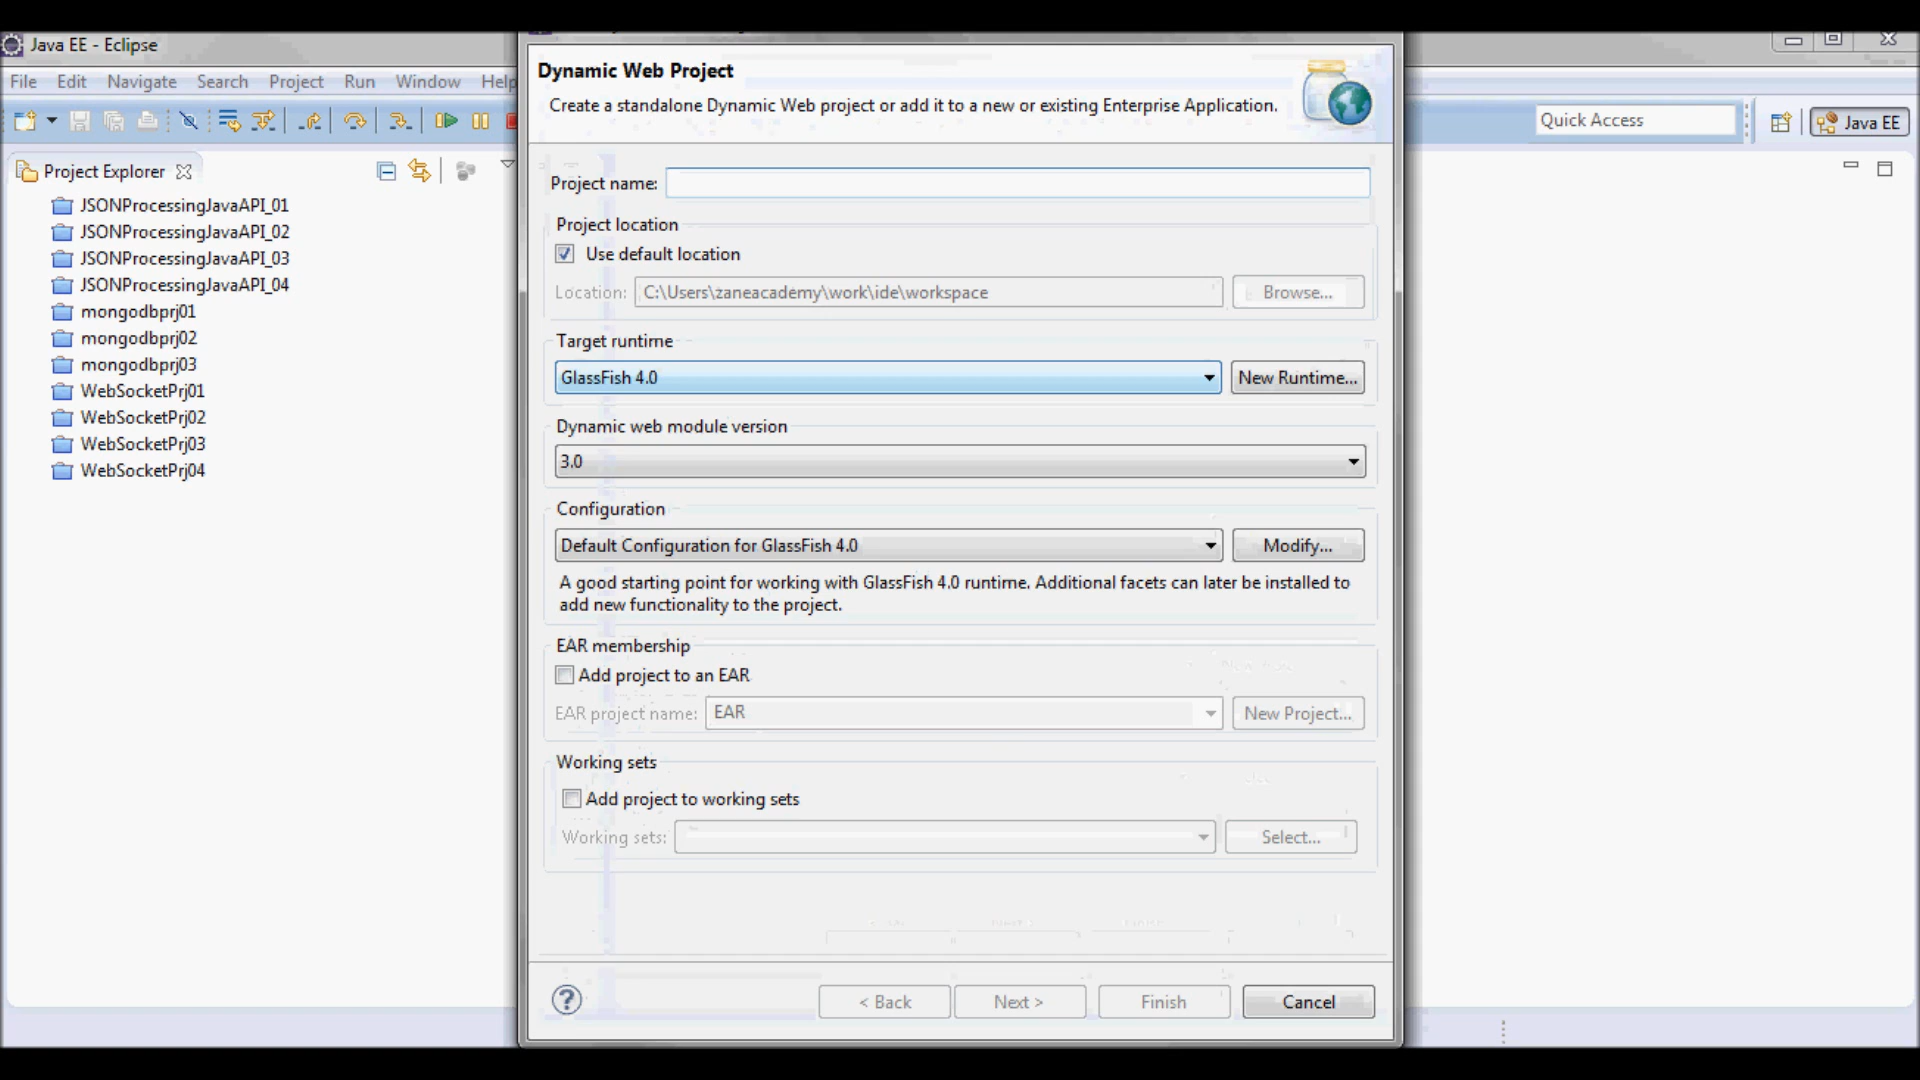 Java EE - Eclipse
File Edit Navigate Search Project Run Window Help
Quick Access
Java EE
Project Explorer
JSONProcessingJavaAPI_01
JSONProcessingJavaAPI_02
JSONProcessingJavaAPI_03
JSONProcessingJavaAPI_04
mongodbprj01
mongodbprj02
mongodbprj03
WebSocketPrj01
WebSocketPrj02
WebSocketPrj03
WebSocketPrj04
Dynamic Web Project
Create a standalone Dynamic Web project or add it to a new or existing Enterprise Application.
Project name:
Project location
Use default location
Location: C:\Users\zaneacademy\work\ide\workspace Browse...
Target runtime
GlassFish 4.0 New Runtime...
Dynamic web module version
3.0
Configuration
Default Configuration for GlassFish 4.0 Modify...
A good starting point for working with GlassFish 4.0 runtime. Additional facets can later be installed to
add new functionality to the project.
EAR membership
Add project to an EAR
EAR project name: EAR New Project...
Working sets
Add project to working sets
Working sets: Select...
? < Back Next > Finish Cancel